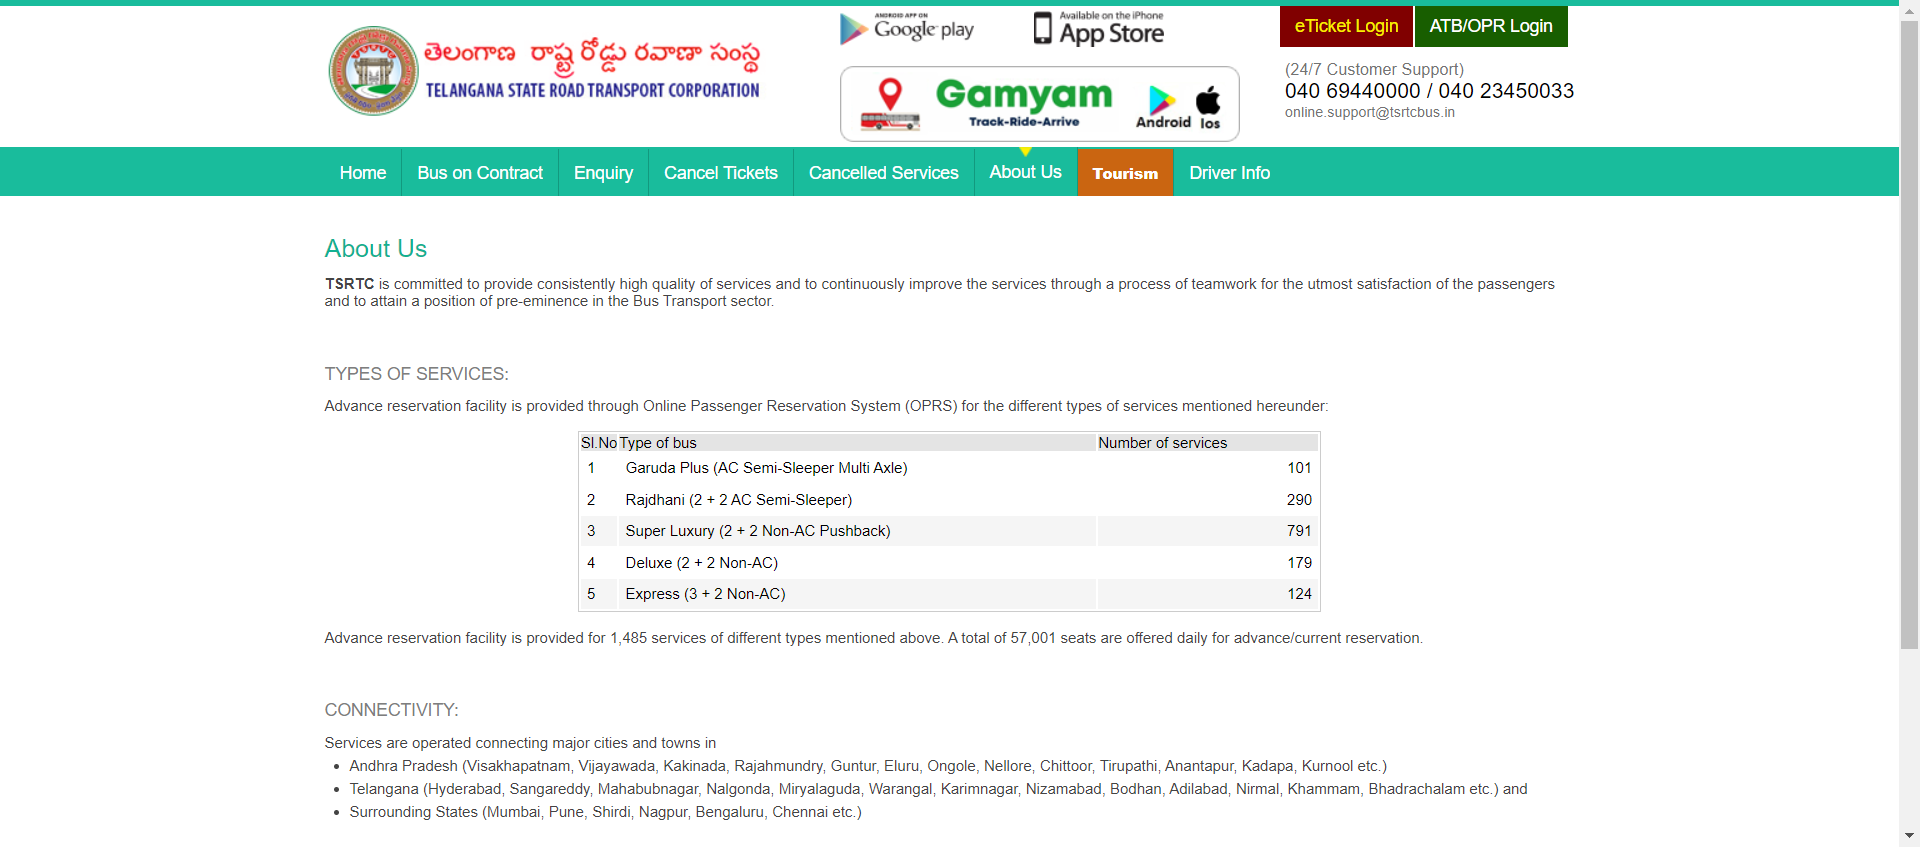 తెలంగాణ రాష్ట్ర రోడ్డు రవాణా సంస్థ
TELANGANA STATE ROAD TRANSPORT CORPORATION
ANDROID APP ON
Google play
Available on the iPhone
App Store
Gamyam
Track-Ride-Arrive
Android Ios
eTicket Login
ATB/OPR Login
(24/7 Customer Support)
040 69440000 / 040 23450033
online.support@tsrtcbus.in
Home Bus on Contract Enquiry Cancel Tickets Cancelled Services About Us Tourism Driver Info
About Us
TSRTC is committed to provide consistently high quality of services and to continuously improve the services through a process of teamwork for the utmost satisfaction of the passengers
and to attain a position of pre-eminence in the Bus Transport sector.
TYPES OF SERVICES:
Advance reservation facility is provided through Online Passenger Reservation System (OPRS) for the different types of services mentioned hereunder:
Sl.No Type of bus Number of services
1 Garuda Plus (AC Semi-Sleeper Multi Axle) 101
2 Rajdhani (2 + 2 AC Semi-Sleeper) 290
3 Super Luxury (2 + 2 Non-AC Pushback) 791
4 Deluxe (2 + 2 Non-AC) 179
5 Express (3 + 2 Non-AC) 124
Advance reservation facility is provided for 1,485 services of different types mentioned above. A total of 57,001 seats are offered daily for advance/current reservation.
CONNECTIVITY:
Services are operated connecting major cities and towns in
• Andhra Pradesh (Visakhapatnam, Vijayawada, Kakinada, Rajahmundry, Guntur, Eluru, Ongole, Nellore, Chittoor, Tirupathi, Anantapur, Kadapa, Kurnool etc.)
• Telangana (Hyderabad, Sangareddy, Mahabubnagar, Nalgonda, Miryalaguda, Warangal, Karimnagar, Nizamabad, Bodhan, Adilabad, Nirmal, Khammam, Bhadrachalam etc.) and
• Surrounding States (Mumbai, Pune, Shirdi, Nagpur, Bengaluru, Chennai etc.)